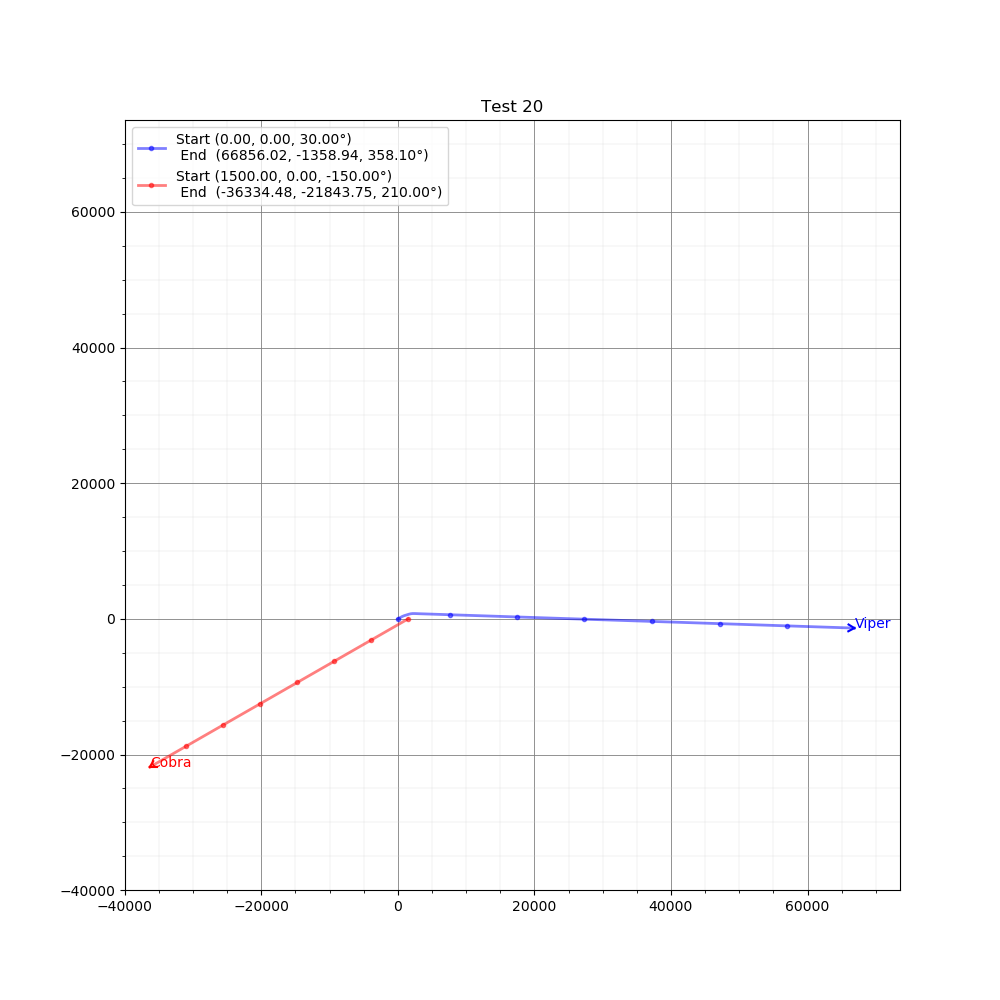 Test 20
Start (0.00, 0.00, 30.00°)
End  (66856.02, -1358.94, 358.10°)
Start (1500.00, 0.00, -150.00°)
End  (-36334.48, -21843.75, 210.00°)
60000
40000
20000
0
Viper
−20000
Cobra
−40000
−40000 −20000 0 20000 40000 60000